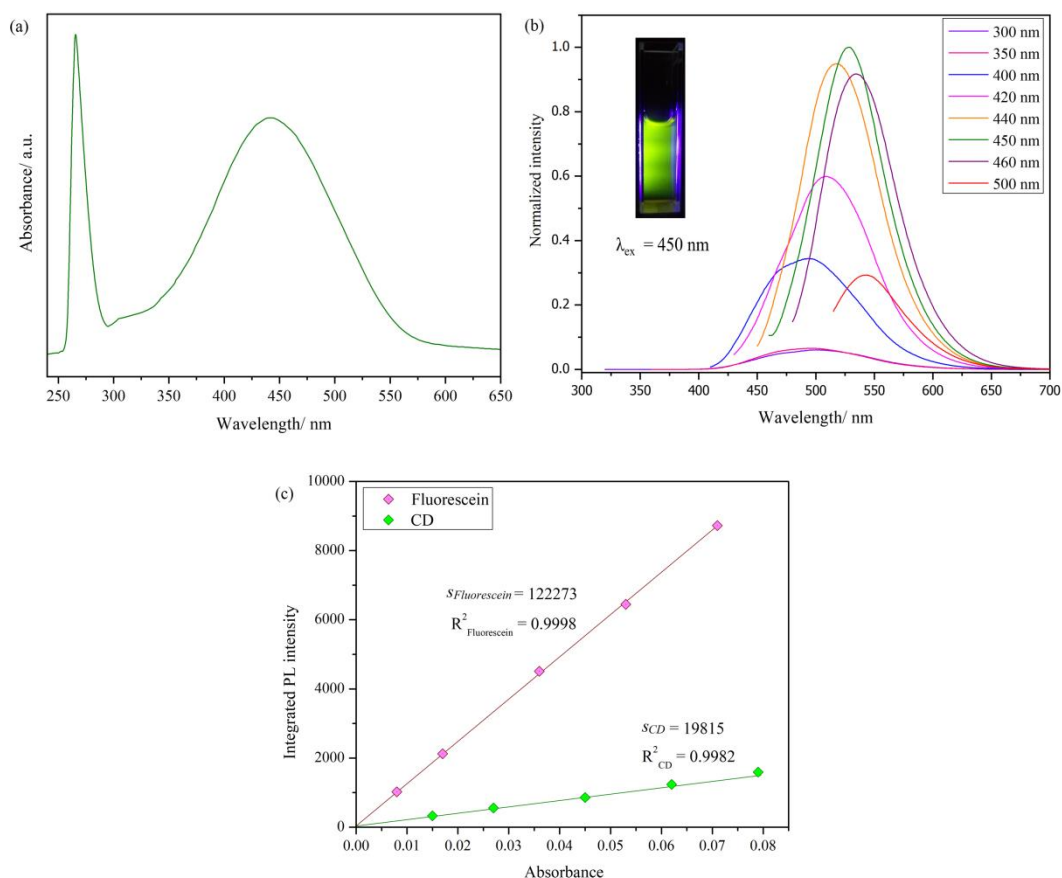 (a)
Absorbance/ a.u.
250 300 350 400 450 500 550 600 650
Wavelength/ nm
(b)
Normalized intensity
1.0
0.8
0.6
0.4
0.2
0.0
λex = 450 nm
300 nm
350 nm
400 nm
420 nm
440 nm
450 nm
460 nm
500 nm
300 350 400 450 500 550 600 650 700
Wavelength/ nm
(c)
Integrated PL intensity
10000
8000
6000
4000
2000
0
Fluorescein
CD
sFluorescein = 122273
R²Fluorescein = 0.9998
sCD = 19815
R²CD = 0.9982
0.00 0.01 0.02 0.03 0.04 0.05 0.06 0.07 0.08
Absorbance